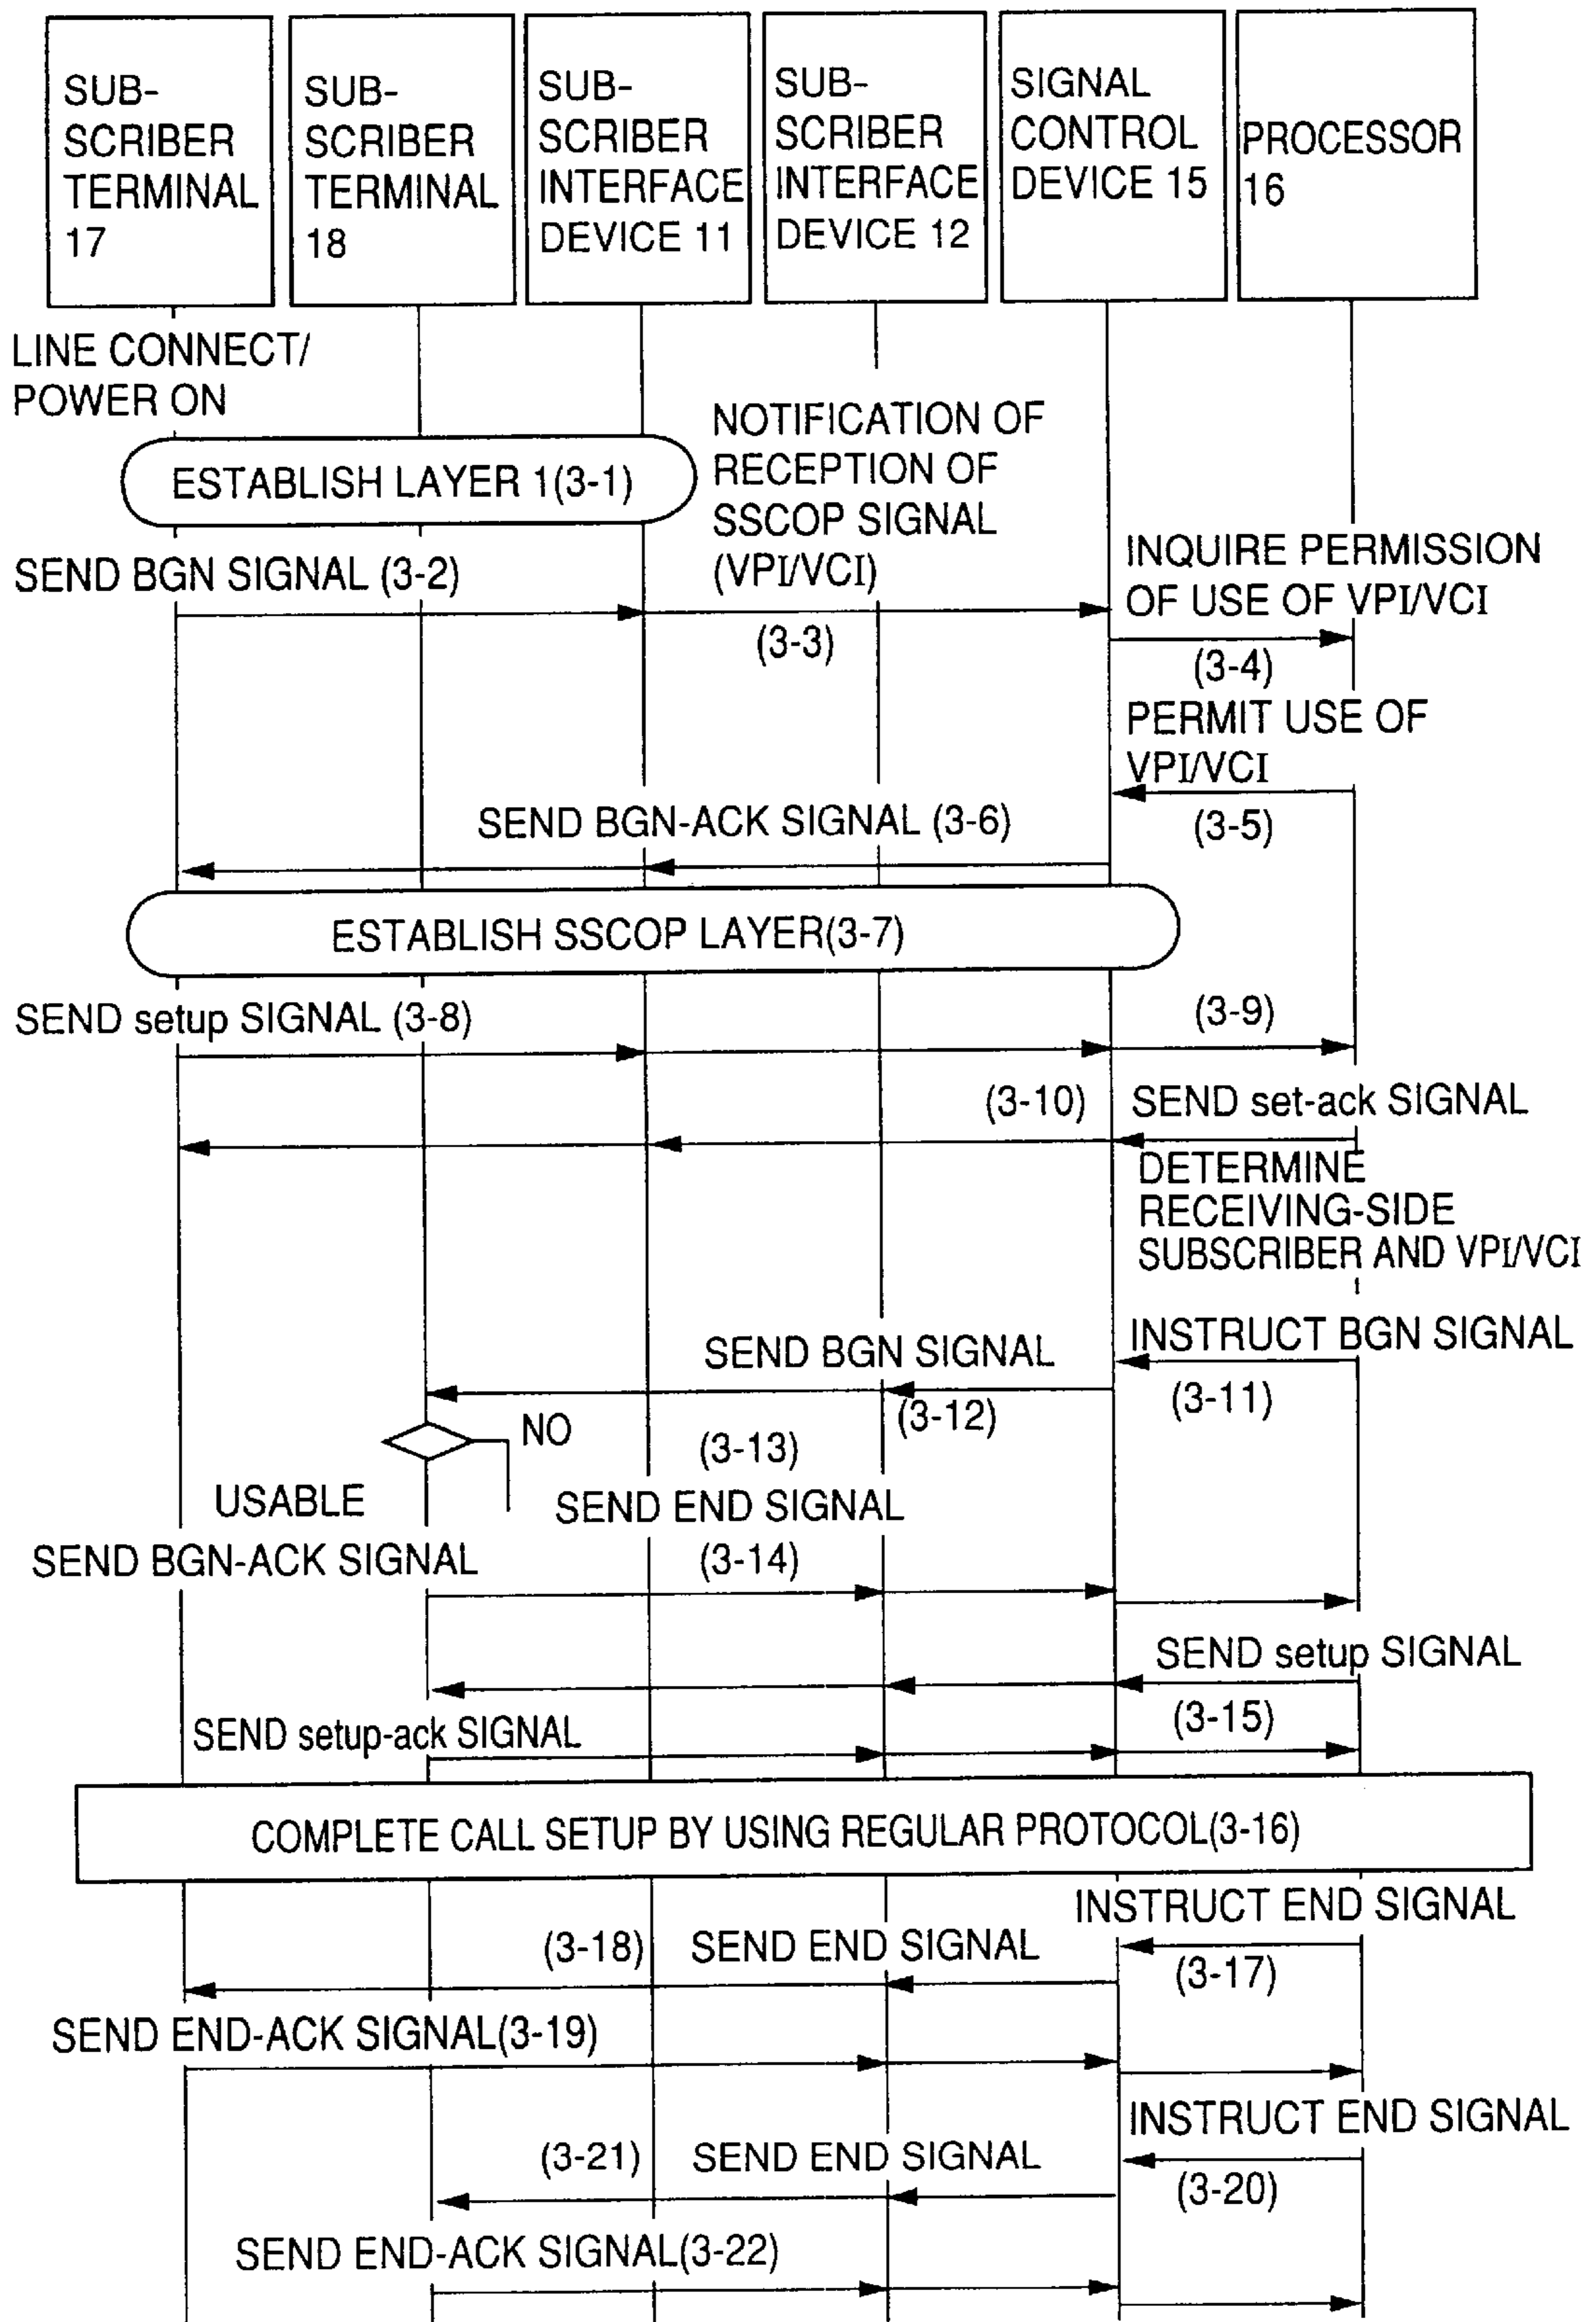 SUB-
SCRIBER
TERMINAL
17
SUB-
SCRIBER
TERMINAL
18
SUB-
SCRIBER
INTERFACE
DEVICE 11
SUB-
SCRIBER
INTERFACE
DEVICE 12
SIGNAL
CONTROL
DEVICE 15
PROCESSOR
16
LINE CONNECT/
POWER ON
ESTABLISH LAYER 1(3-1)
NOTIFICATION OF
RECEPTION OF
SSCOP SIGNAL
(VPI/VCI)
SEND BGN SIGNAL (3-2)
(3-3)
INQUIRE PERMISSION
OF USE OF VPI/VCI
(3-4)
PERMIT USE OF
VPI/VCI
(3-5)
SEND BGN-ACK SIGNAL (3-6)
ESTABLISH SSCOP LAYER(3-7)
SEND setup SIGNAL (3-8)
(3-9)
(3-10)
SEND set-ack SIGNAL
DETERMINE
RECEIVING-SIDE
SUBSCRIBER AND VPI/VCI
INSTRUCT BGN SIGNAL
(3-11)
SEND BGN SIGNAL
(3-12)
NO
(3-13)
USABLE
SEND END SIGNAL
SEND BGN-ACK SIGNAL
(3-14)
SEND setup SIGNAL
(3-15)
SEND setup-ack SIGNAL
COMPLETE CALL SETUP BY USING REGULAR PROTOCOL(3-16)
INSTRUCT END SIGNAL
(3-17)
(3-18)
SEND END SIGNAL
SEND END-ACK SIGNAL(3-19)
INSTRUCT END SIGNAL
(3-20)
(3-21)
SEND END SIGNAL
SEND END-ACK SIGNAL(3-22)